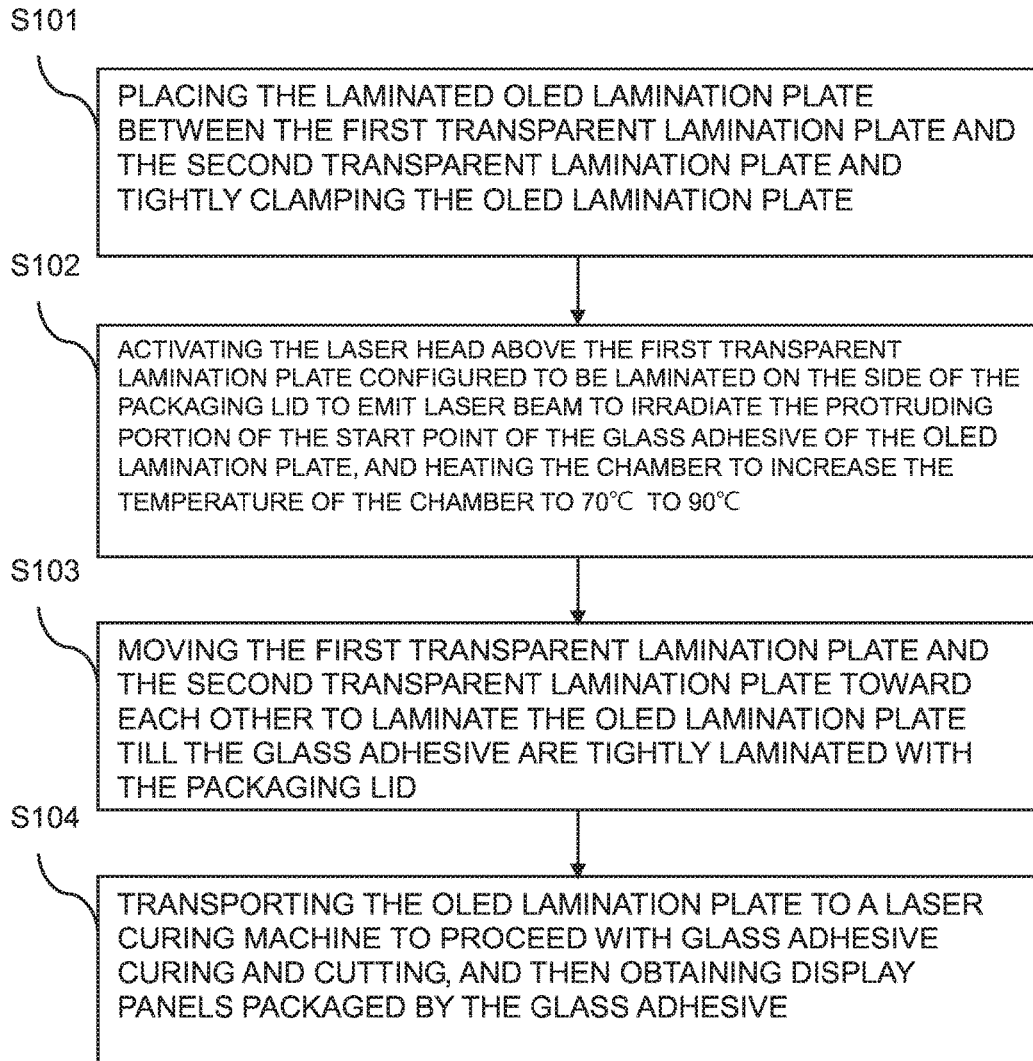 S101
PLACING THE LAMINATED OLED LAMINATION PLATE
BETWEEN THE FIRST TRANSPARENT LAMINATION PLATE AND
THE SECOND TRANSPARENT LAMINATION PLATE AND
TIGHTLY CLAMPING THE OLED LAMINATION PLATE
S102
ACTIVATING THE LASER HEAD ABOVE THE FIRST TRANSPARENT
LAMINATION PLATE CONFIGURED TO BE LAMINATED ON THE SIDE OF THE
PACKAGING LID TO EMIT LASER BEAM TO IRRADIATE THE PROTRUDING
PORTION OF THE START POINT OF THE GLASS ADHESIVE OF THE OLED
LAMINATION PLATE, AND HEATING THE CHAMBER TO INCREASE THE
TEMPERATURE OF THE CHAMBER TO 70℃ TO 90℃
S103
MOVING THE FIRST TRANSPARENT LAMINATION PLATE AND
THE SECOND TRANSPARENT LAMINATION PLATE TOWARD
EACH OTHER TO LAMINATE THE OLED LAMINATION PLATE
TILL THE GLASS ADHESIVE ARE TIGHTLY LAMINATED WITH
THE PACKAGING LID
S104
TRANSPORTING THE OLED LAMINATION PLATE TO A LASER
CURING MACHINE TO PROCEED WITH GLASS ADHESIVE
CURING AND CUTTING, AND THEN OBTAINING DISPLAY
PANELS PACKAGED BY THE GLASS ADHESIVE